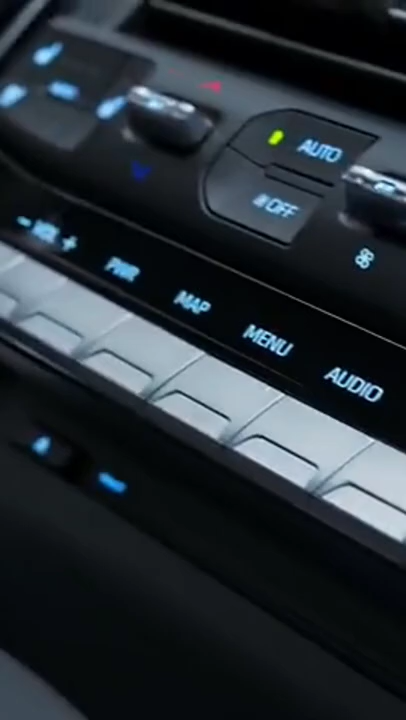 AUTO
OFF
- VOL +
PWR
MAP
MENU
AUDIO